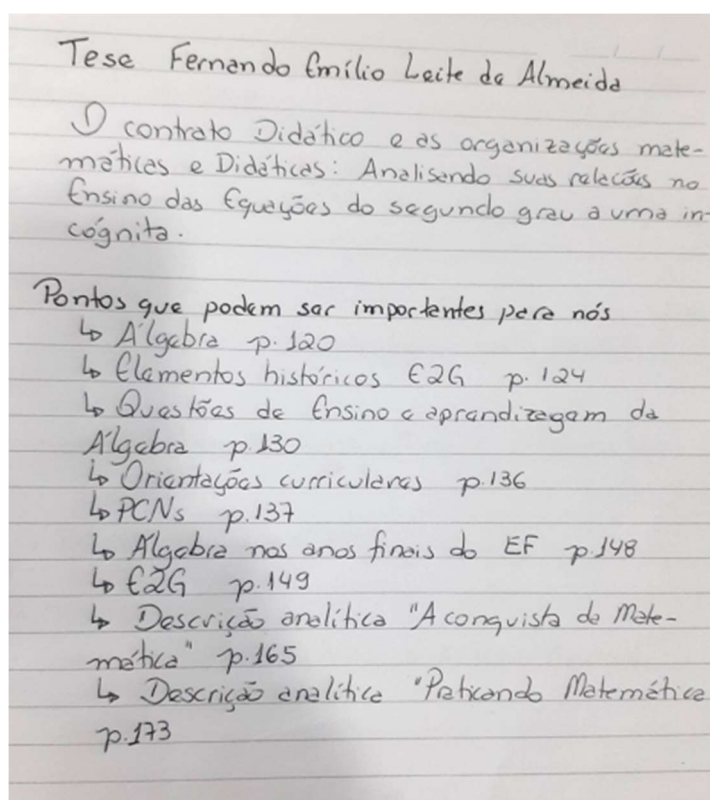 Tese Fernando Emílio Leite de Almeida
O contrato Didático e as organizações mate-
máticas e Didáticas: Analisando suas relacões no
Ensino das Equações do segundo grau a uma in-
cógnita.
Pontos que podem ser importantes para nós
↳ Álgebra p. 120
↳ Elementos históricos E2G p. 124
↳ Questões de Ensino e aprendizagem da
Álgebra p.130
↳ Orientações curriculares p.136
↳ PCNs p.137
↳ Álgebra nos anos finais do EF p.148
↳ E2G p.149
↳ Descrição analítica "A conquista da Mate-
mática" p.165
↳ Descrição analítica "Praticando Matemática
p.173